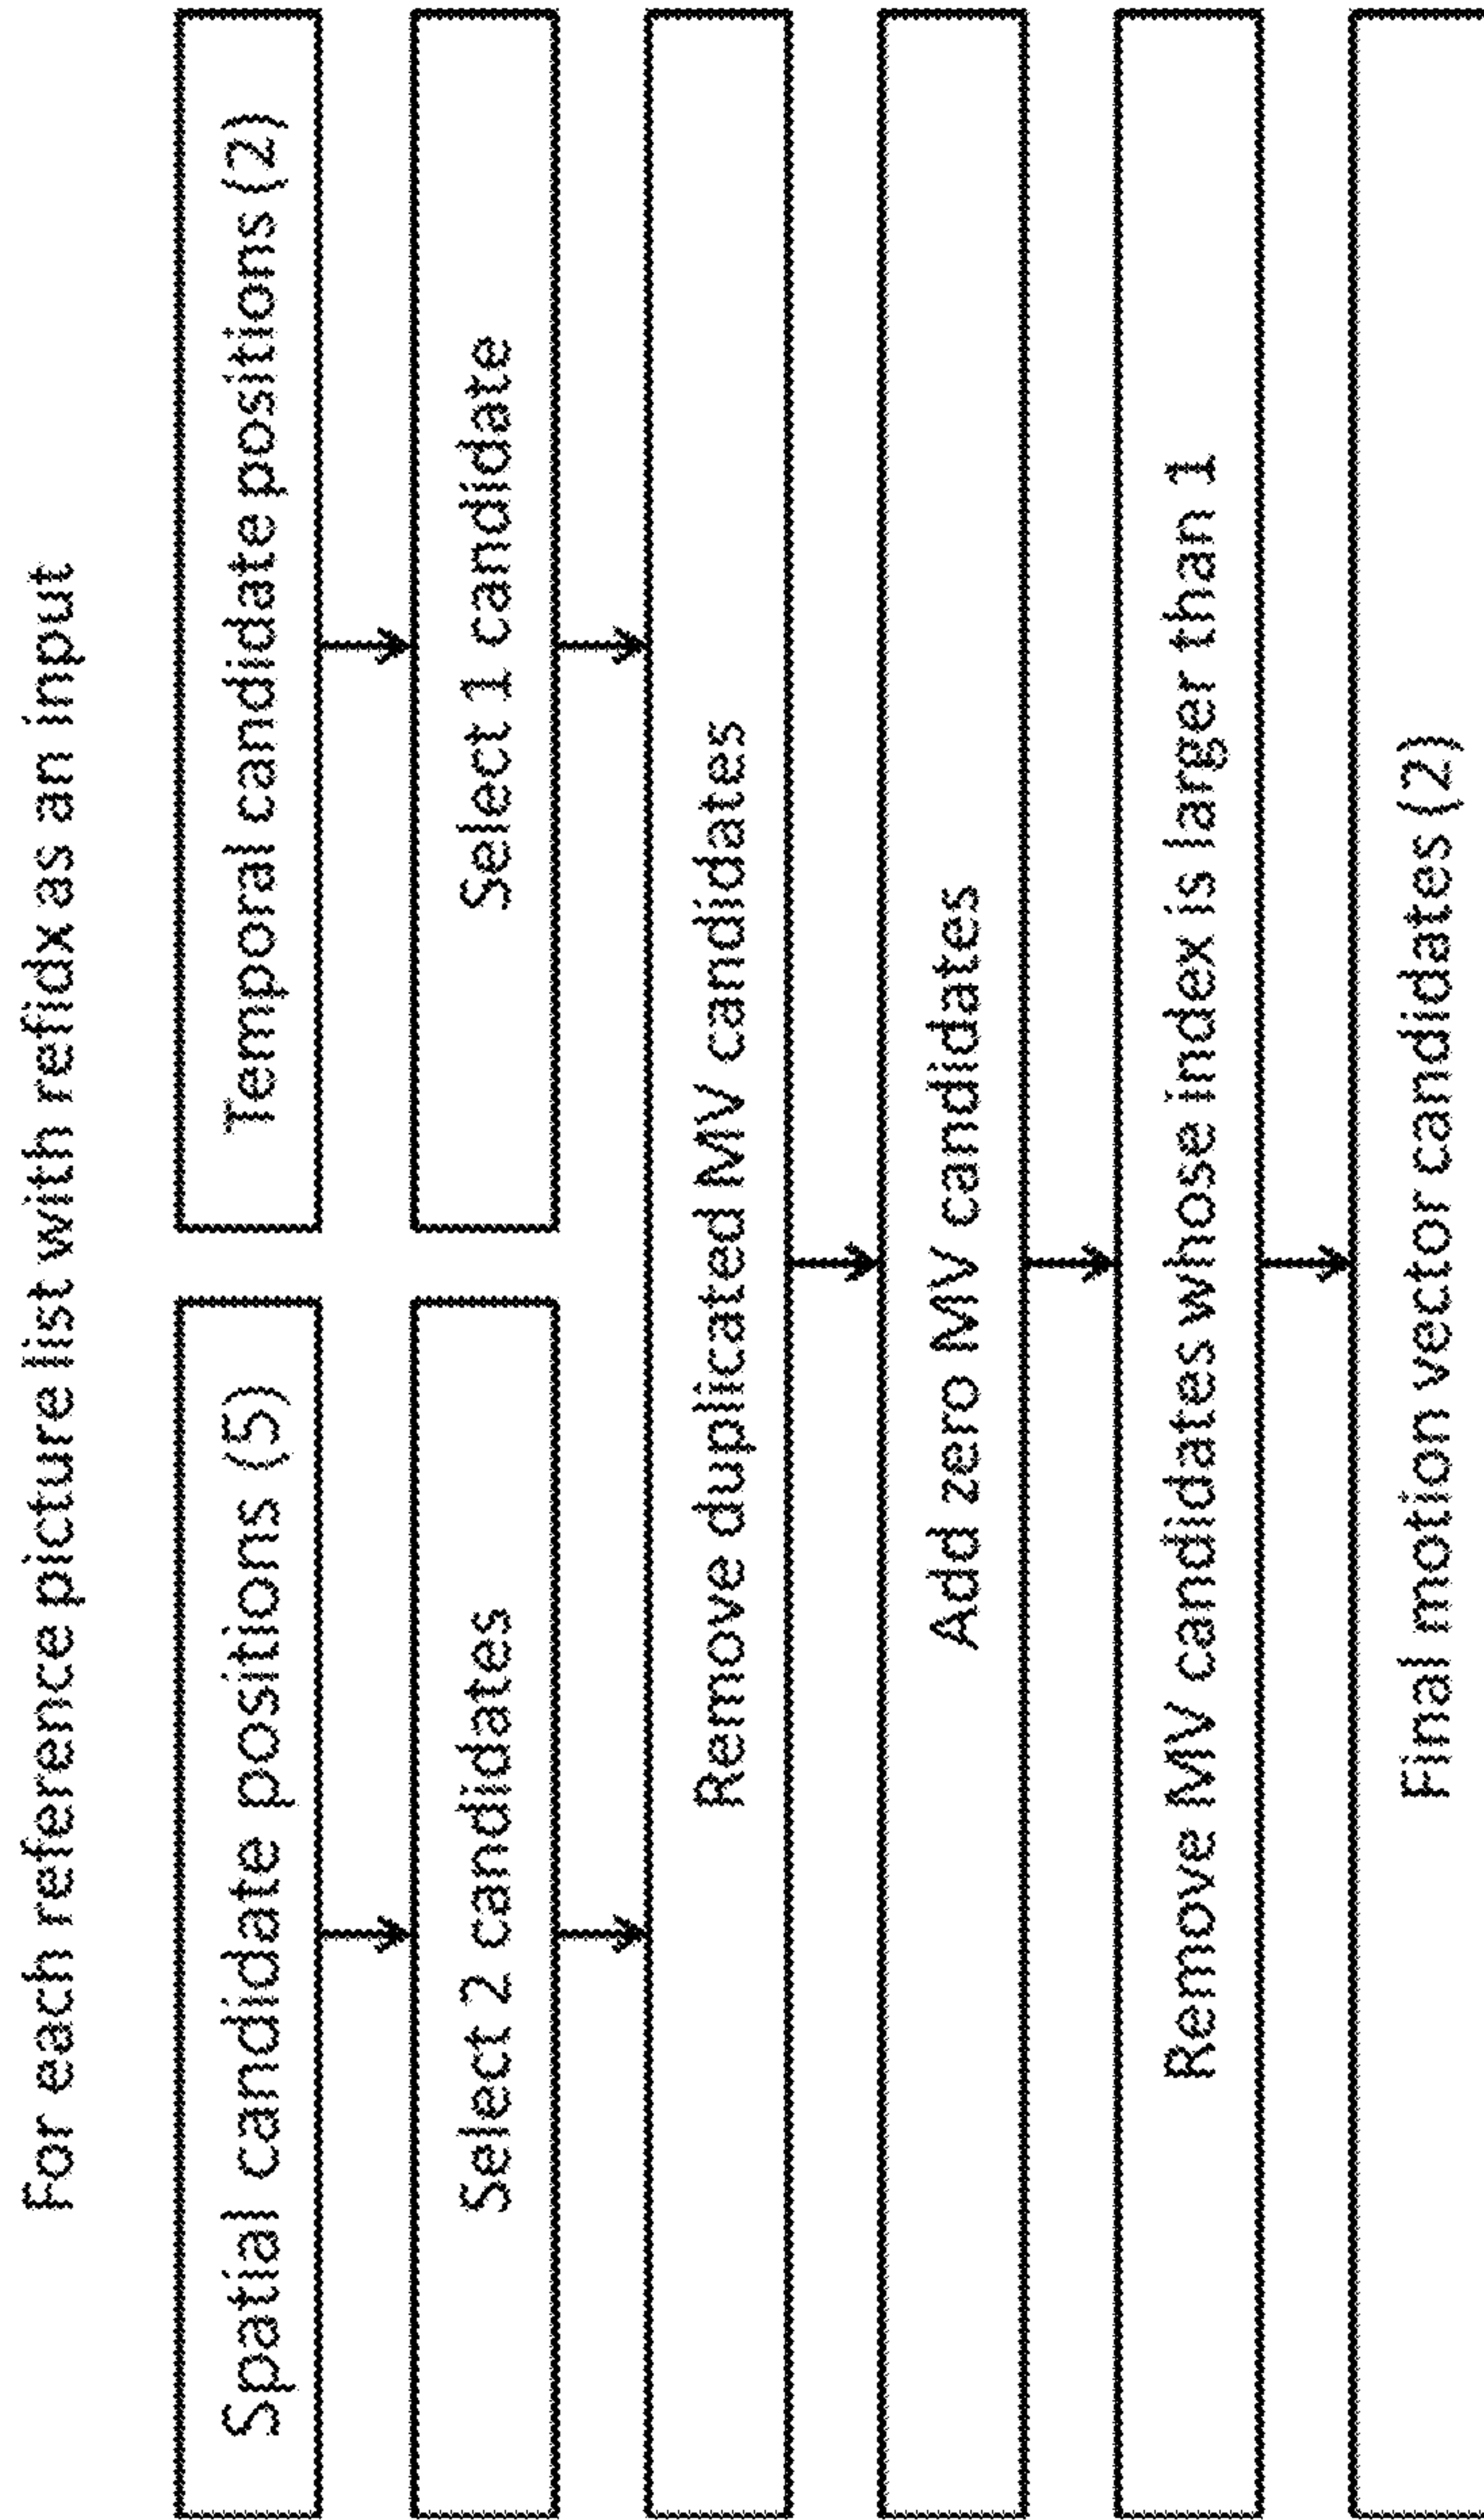 For each reference picture list with refidx as an input
Spatial candidate positions (5)
Temporal candidate positions (2)
Select 2 candidates
Select 1 candidate
Remove duplicated MV candidates
Add zero MV candidates
Remove MV candidates whose index is larger than 1
Final motion vector candidates (2)